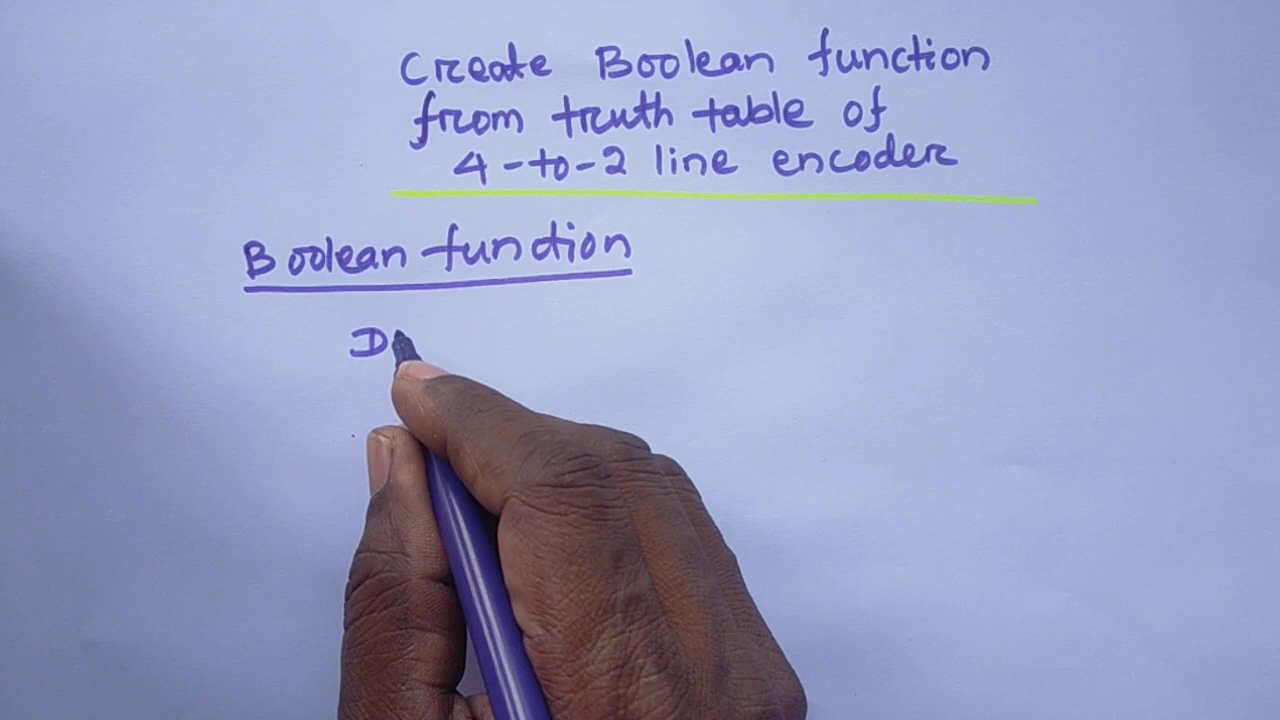 Create Boolean function
from truth table of
4-to-2 line encoder
Boolean function
D